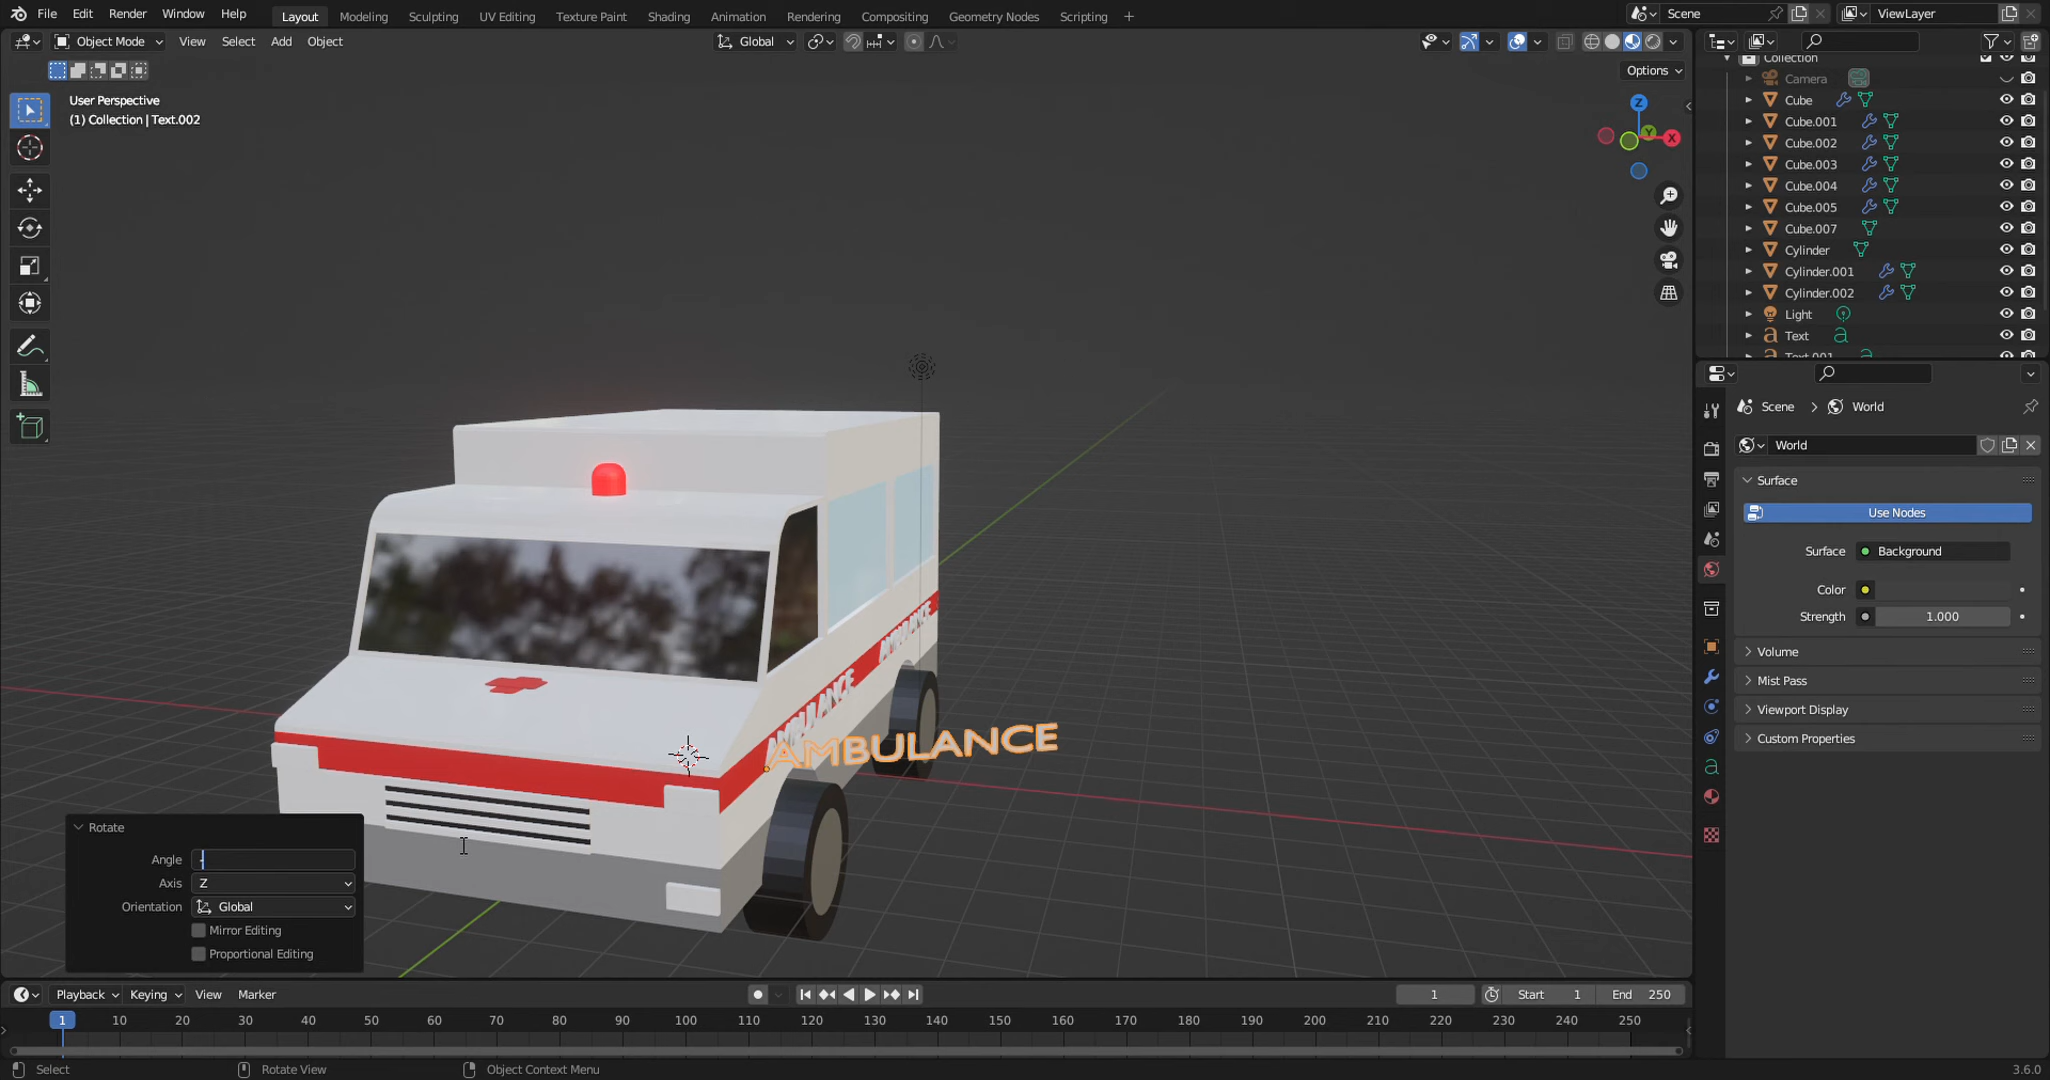 File Edit Render Window Help Layout Modeling Sculpting UV Editing Texture Paint Shading Animation Rendering Compositing Geometry Nodes Scripting + Scene ViewLayer
Object Mode View Select Add Object Global
Options
User Perspective
(1) Collection | Text.002
Z
Y
X
Collection
Camera
Cube
Cube.001
Cube.002
Cube.003
Cube.004
Cube.005
Cube.007
Cylinder
Cylinder.001
Cylinder.002
Light
Text
Text.001
Scene > World
World
Surface
Use Nodes
Surface Background
Color
Strength 1.000
Volume
Mist Pass
Viewport Display
Custom Properties
AMBULANCE
AMBULANCE
AMBULANCE
Rotate
Angle -
Axis Z
Orientation Global
Mirror Editing
Proportional Editing
Playback Keying View Marker 1 Start 1 End 250
1 10 20 30 40 50 60 70 80 90 100 110 120 130 140 150 160 170 180 190 200 210 220 230 240 250
Select Rotate View Object Context Menu 3.6.0